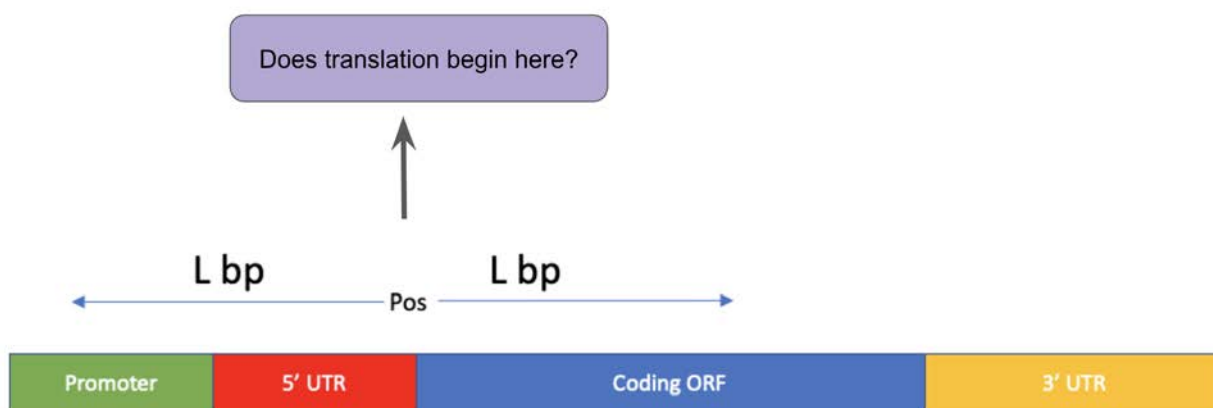 Does translation begin here?
L bp L bp
Pos
Promoter 5’ UTR Coding ORF 3’ UTR